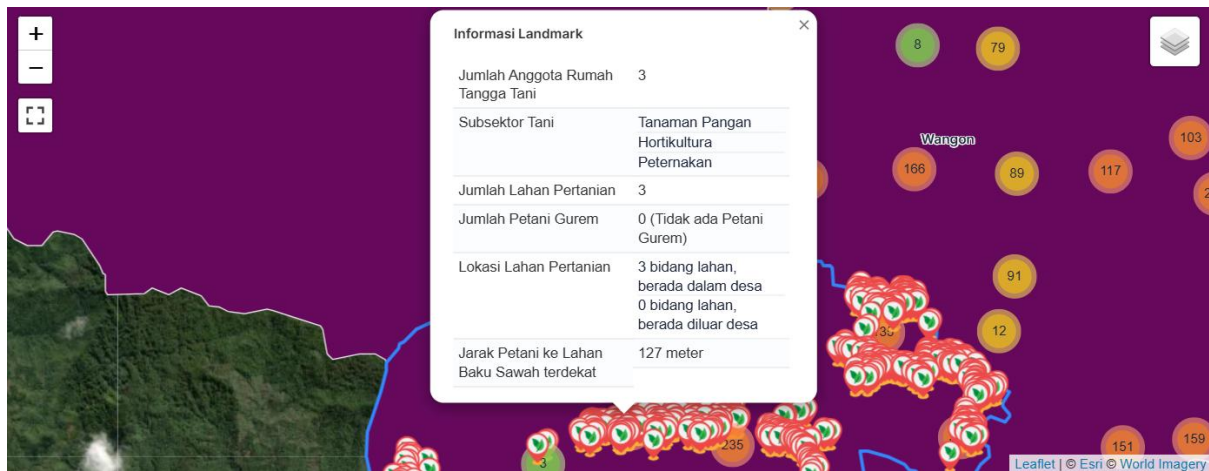 +
−
Informasi Landmark
×
Jumlah Anggota Rumah 3
Tangga Tani
Subsektor Tani Tanaman Pangan
Hortikultura
Peternakan
Jumlah Lahan Pertanian 3
Jumlah Petani Gurem 0 (Tidak ada Petani
Gurem)
Lokasi Lahan Pertanian 3 bidang lahan,
berada dalam desa
0 bidang lahan,
berada diluar desa
Jarak Petani ke Lahan 127 meter
Baku Sawah terdekat
8
79
Wangon
103
166
89
117
91
12
235
3
151
159
Leaflet | © Esri © World Imagery